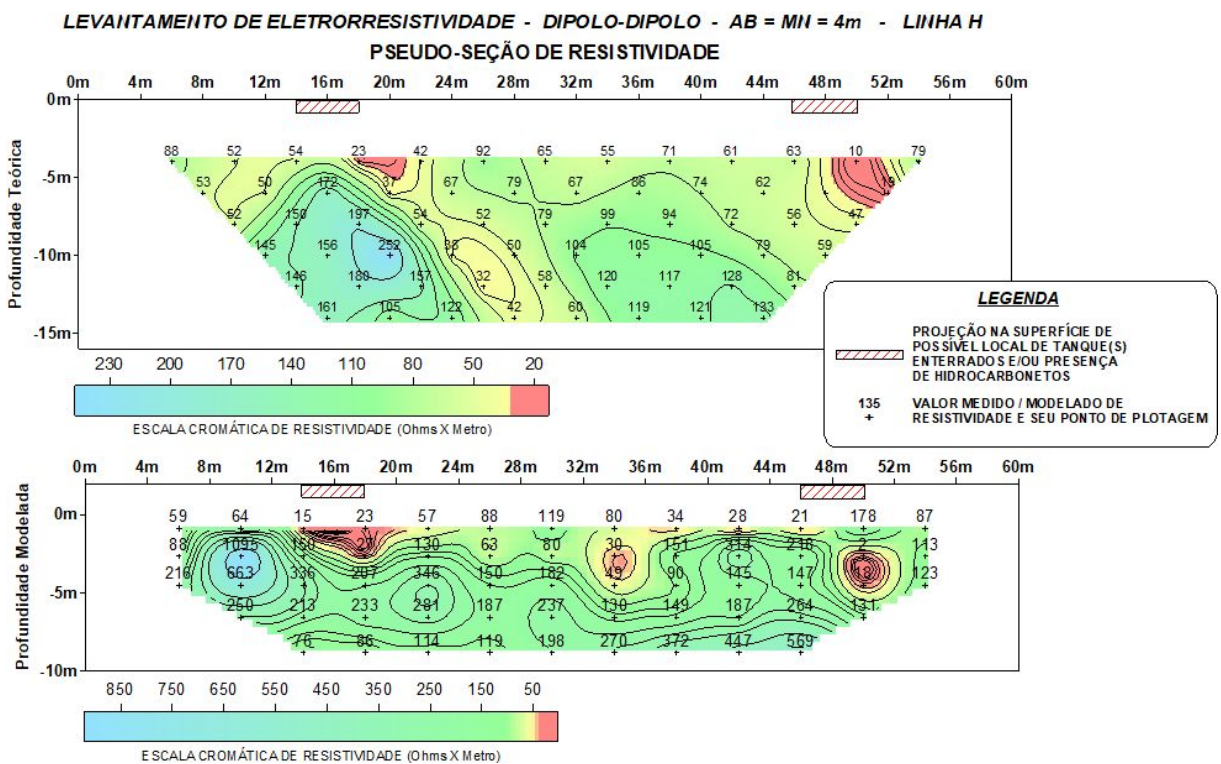 LEVANTAMENTO DE ELETRORRESISTIVIDADE - DIPOLO-DIPOLO - AB = MN = 4m - LINHA H
PSEUDO-SEÇÃO DE RESISTIVIDADE
0m 4m 8m 12m 16m 20m 24m 28m 32m 36m 40m 44m 48m 52m 56m 60m
0m
88 52 54 23 42 92 65 55 71 61 63 10 79
-5m
53 50 172 37 67 79 67 86 74 62 19
52 150 197 54 52 79 99 94 72 56 47
-10m
145 156 252 38 50 104 105 105 79 59
146 180 157 32 58 120 117 128 81
161 105 122 42 60 119 121 133
-15m
Profundidade Teórica
230 200 170 140 110 80 50 20
ESCALA CROMÁTICA DE RESISTIVIDADE (Ohms X Metro)
LEGENDA
PROJEÇÃO NA SUPERFÍCIE DE
POSSÍVEL LOCAL DE TANQUE(S)
ENTERRADOS E/OU PRESENÇA
DE HIDROCARBONETOS
135 VALOR MEDIDO / MODELADO DE
+ RESISTIVIDADE E SEU PONTO DE PLOTAGEM
0m 4m 8m 12m 16m 20m 24m 28m 32m 36m 40m 44m 48m 52m 56m 60m
0m
59 64 15 23 57 88 119 80 34 28 21 178 87
88 1095 150 27 130 63 80 30 151 314 218 2 113
216 663 336 207 346 150 182 49 90 145 147 18 123
-5m
250 213 233 281 187 237 130 149 187 264 131
76 86 114 119 198 270 372 447 569
-10m
Profundidade Modelada
850 750 650 550 450 350 250 150 50
ESCALA CROMÁTICA DE RESISTIVIDADE (Ohms X Metro)